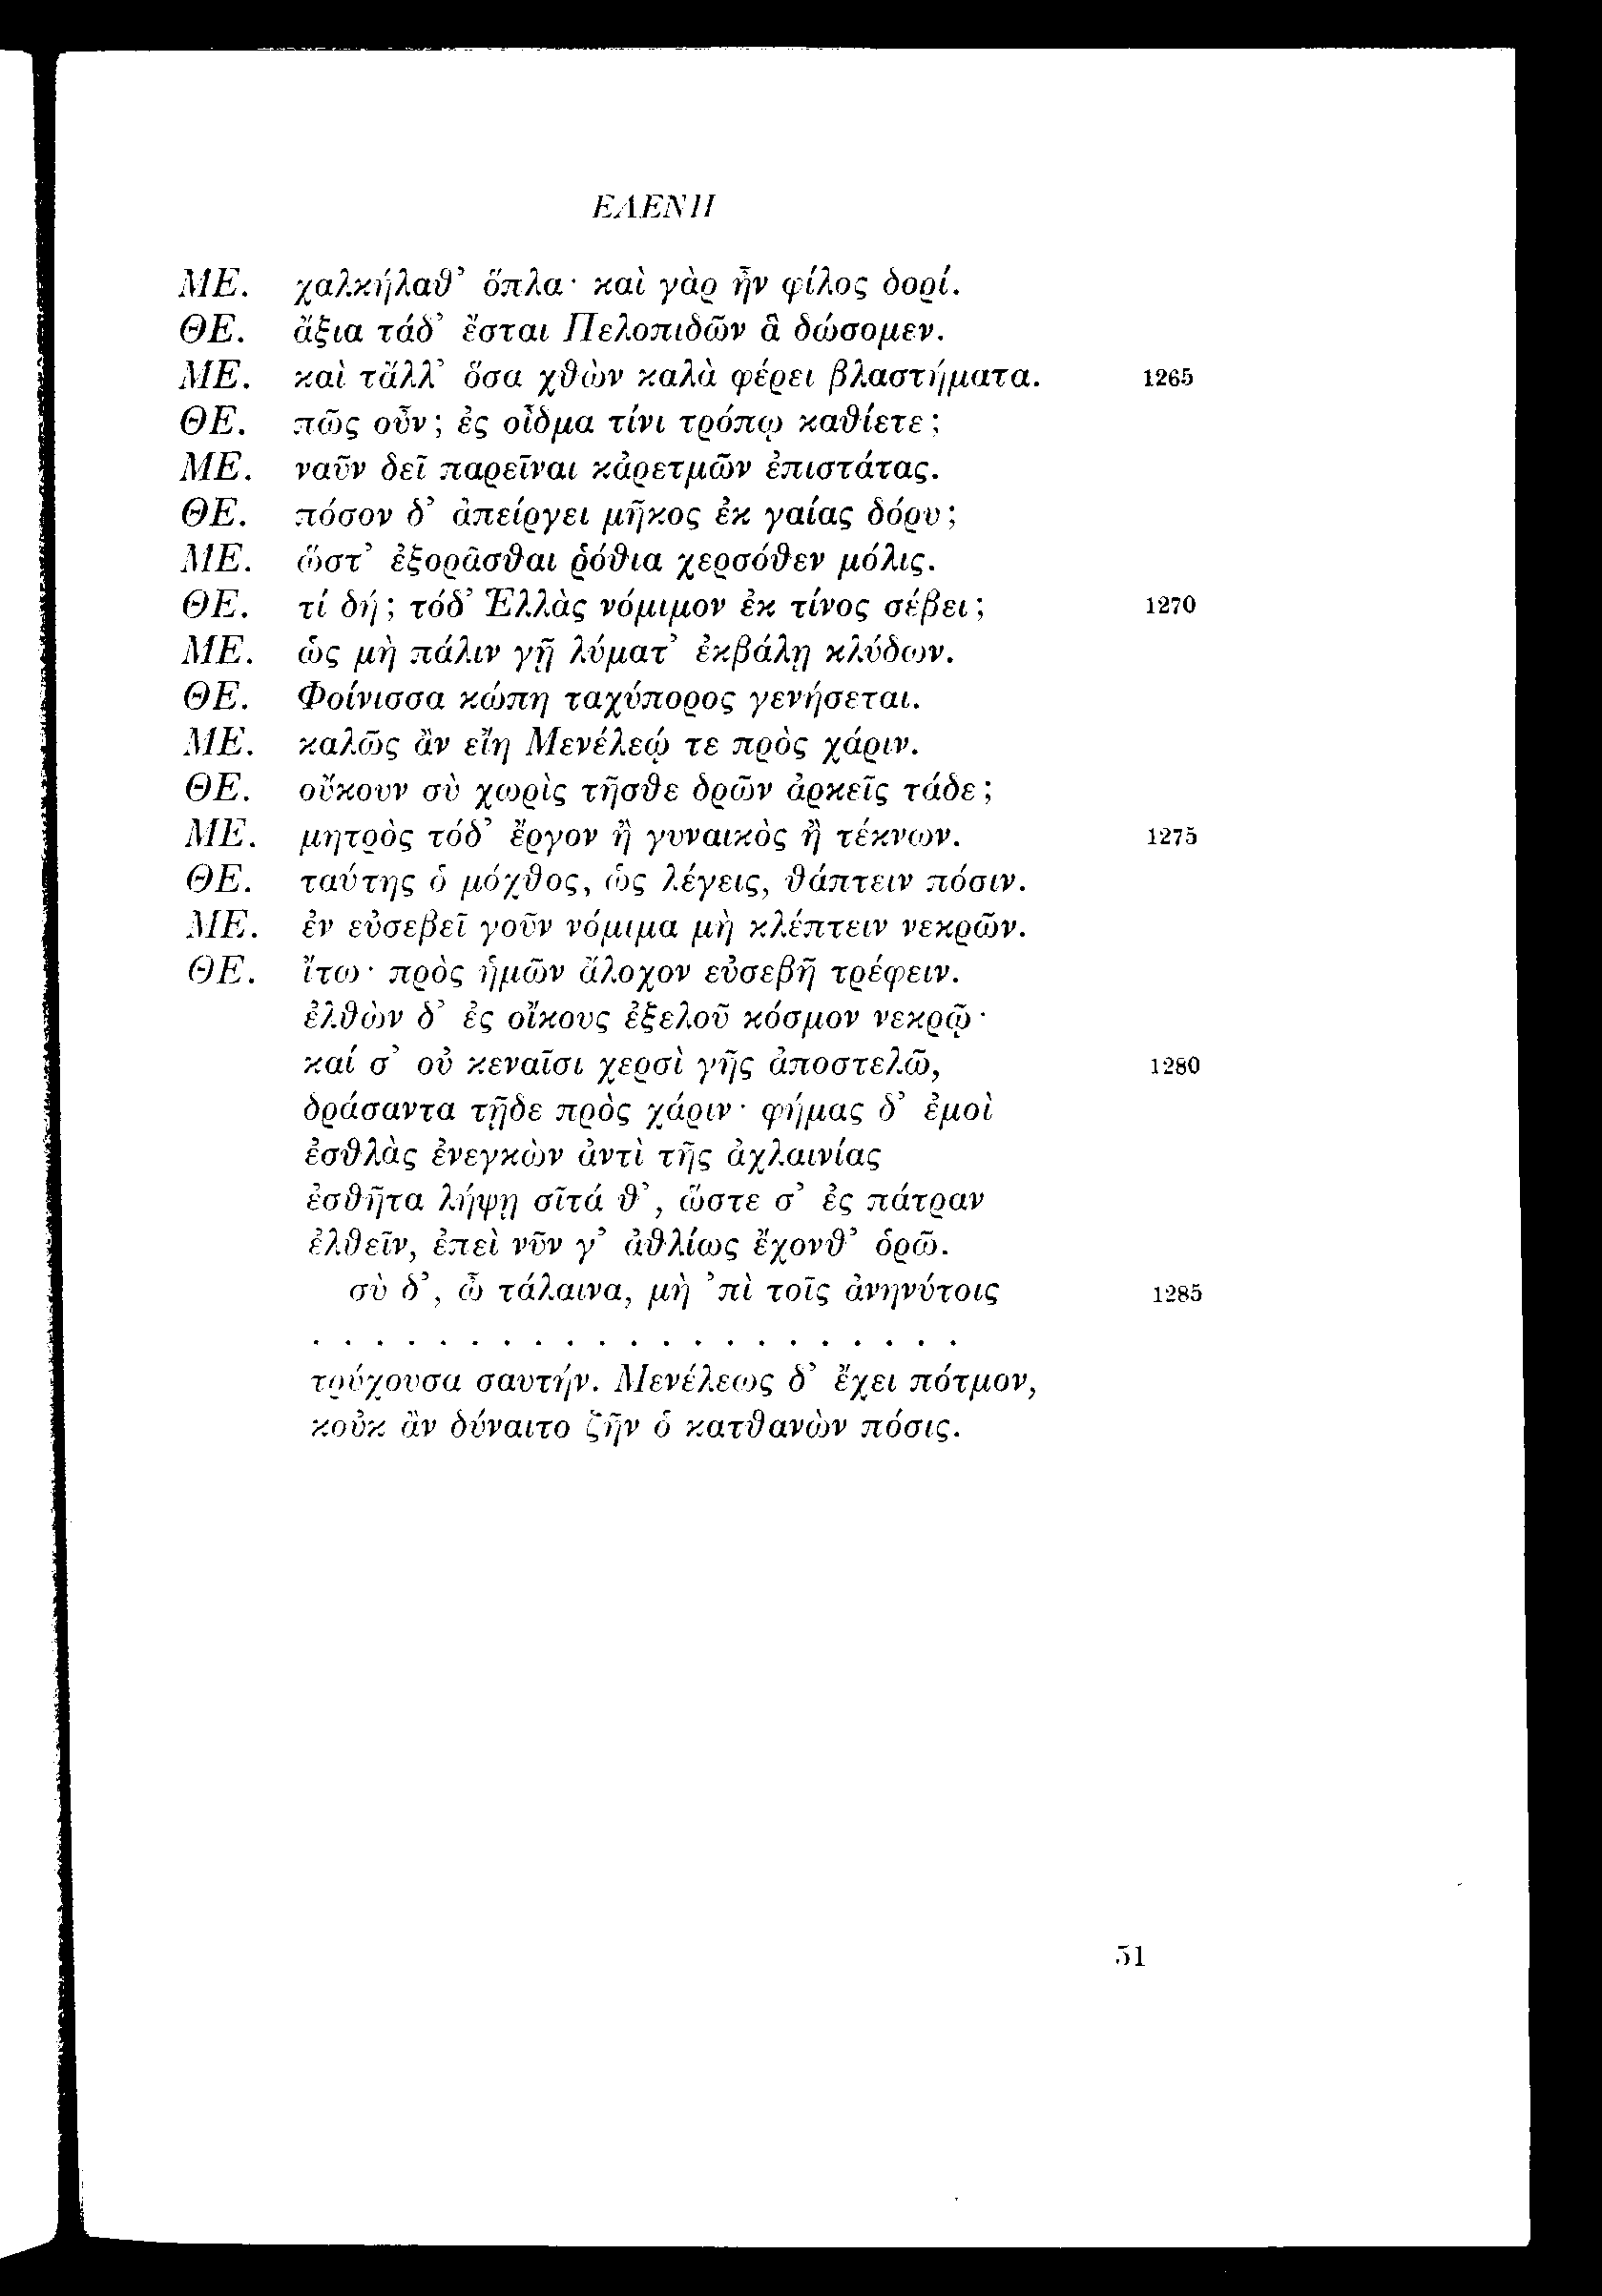 ΕΛΕΝΗ
ΜΕ. χαλκήλαθ’ ὅπλα· καὶ γὰρ ἦν φίλος δορί.
ΘΕ. ἄξια τάδ’ ἔσται Πελοπιδῶν ἃ δώσομεν.
ΜΕ. καὶ τἄλλ’ ὅσα χθὼν καλὰ φέρει βλαστήματα. 1265
ΘΕ. πῶς οὖν; ἐς οἶδμα τίνι τρόπῳ καθίετε;
ΜΕ. ναῦν δεῖ παρεῖναι κἀρετμῶν ἐπιστάτας.
ΘΕ. πόσον δ’ ἀπείργει μῆκος ἐκ γαίας δόρυ;
ΜΕ. ὥστ’ ἐξορᾶσθαι ῥόθια χερσόθεν μόλις.
ΘΕ. τί δή; τόδ’ Ἑλλὰς νόμιμον ἐκ τίνος σέβει; 1270
ΜΕ. ὡς μὴ πάλιν γῇ λύματ’ ἐκβάλῃ κλύδων.
ΘΕ. Φοίνισσα κώπη ταχύπορος γενήσεται.
ΜΕ. καλῶς ἂν εἴη Μενέλεῴ τε πρὸς χάριν.
ΘΕ. οὔκουν σὺ χωρὶς τῆσθε δρῶν ἀρκεῖς τάδε;
ΜΕ. μητρὸς τόδ’ ἔργον ἢ γυναικὸς ἢ τέκνων. 1275
ΘΕ. ταύτης ὁ μόχθος, ὡς λέγεις, θάπτειν πόσιν.
ΜΕ. ἐν εὐσεβεῖ γοῦν νόμιμα μὴ κλέπτειν νεκρῶν.
ΘΕ. ἴτω· πρὸς ἡμῶν ἄλοχον εὐσεβῆ τρέφειν.
ἐλθὼν δ’ ἐς οἴκους ἐξελοῦ κόσμον νεκρῷ·
καί σ’ οὐ κεναῖσι χερσὶ γῆς ἀποστελῶ, 1280
δράσαντα τῇδε πρὸς χάριν· φήμας δ’ ἐμοὶ
ἐσθλὰς ἐνεγκὼν ἀντὶ τῆς ἀχλαινίας
ἐσθῆτα λήψῃ σῖτά θ’, ὥστε σ’ ἐς πάτραν
ἐλθεῖν, ἐπεὶ νῦν γ’ ἀθλίως ἔχονθ’ ὁρῶ.
σὺ δ’, ὦ τάλαινα, μὴ ’πὶ τοῖς ἀνηνύτοις 1285
. . . . . . . . . . . . . . . . . . . . .
τρύχουσα σαυτήν. Μενέλεως δ’ ἔχει πότμον,
κοὐκ ἂν δύναιτο ζῆν ὁ κατθανὼν πόσις.
51